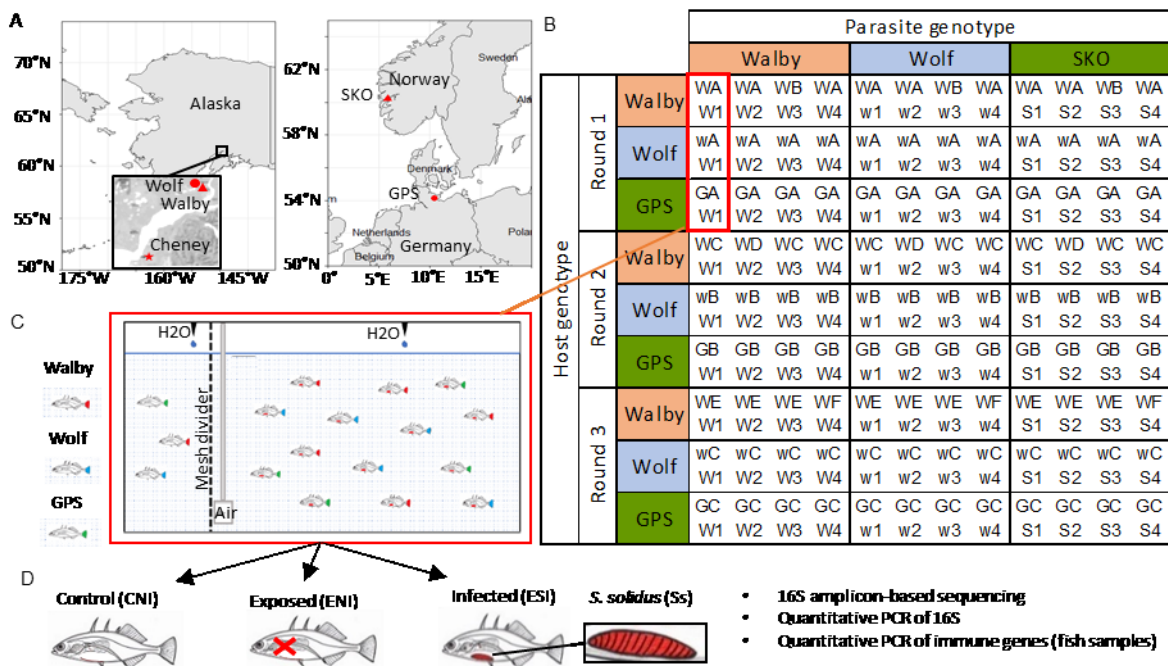 A
70°N
65°N
60°N
55°N
50°N
175°W 160°W 145°W
Alaska
Wolf
Walby
Cheney
62°N
58°N
54°N
50°N
0° 5°E 10°E 15°E
Norway
Sweden
SKO
Denmark
GPS
Netherlands
Belgium
Germany
B
Parasite genotype
Walby Wolf SKO
Host genotype
Round 1
Walby WA WA WB WA WA WA WB WA WA WA WB WA
W1 W2 W3 W4 w1 w2 w3 w4 S1 S2 S3 S4
Wolf wA wA wA wA wA wA wA wA wA wA wA wA
W1 W2 W3 W4 w1 w2 w3 w4 S1 S2 S3 S4
GPS GA GA GA GA GA GA GA GA GA GA GA GA
W1 W2 W3 W4 w1 w2 w3 w4 S1 S2 S3 S4
Round 2
Walby WC WD WC WC WC WD WC WC WC WD WC WC
W1 W2 W3 W4 w1 w2 w3 w4 S1 S2 S3 S4
Wolf wB wB wB wB wB wB wB wB wB wB wB wB
W1 W2 W3 W4 w1 w2 w3 w4 S1 S2 S3 S4
GPS GB GB GB GB GB GB GB GB GB GB GB GB
W1 W2 W3 W4 w1 w2 w3 w4 S1 S2 S3 S4
Round 3
Walby WE WE WE WF WE WE WE WF WE WE WE WF
W1 W2 W3 W4 w1 w2 w3 w4 S1 S2 S3 S4
Wolf wC wC wC wC wC wC wC wC wC wC wC wC
W1 W2 W3 W4 w1 w2 w3 w4 S1 S2 S3 S4
GPS GC GC GC GC GC GC GC GC GC GC GC GC
W1 W2 W3 W4 w1 w2 w3 w4 S1 S2 S3 S4
C
Walby
Wolf
GPS
H2O H2O
Mesh divider
Air
D
Control (CNI) Exposed (ENI) Infected (ESI) S. solidus (Ss)
• 16S amplicon-based sequencing
• Quantitative PCR of 16S
• Quantitative PCR of immune genes (fish samples)